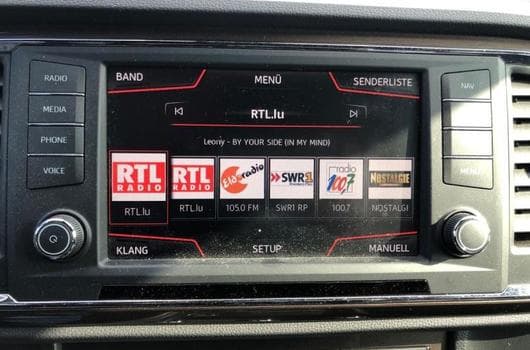 RADIO
MEDIA
PHONE
VOICE
BAND
MENÜ
SENDERLISTE
RTL.lu
Leony - BY YOUR SIDE (IN MY MIND)
RTL
RADIO
RTL
RADIO
Eldoradio
SWR1
radio
100,7
NOSTALGIE
RTL.lu
RTL.lu
105.0 FM
SWR1 RP
100.7
NOSTALGI
KLANG
SETUP
MANUELL
NAV
MENU